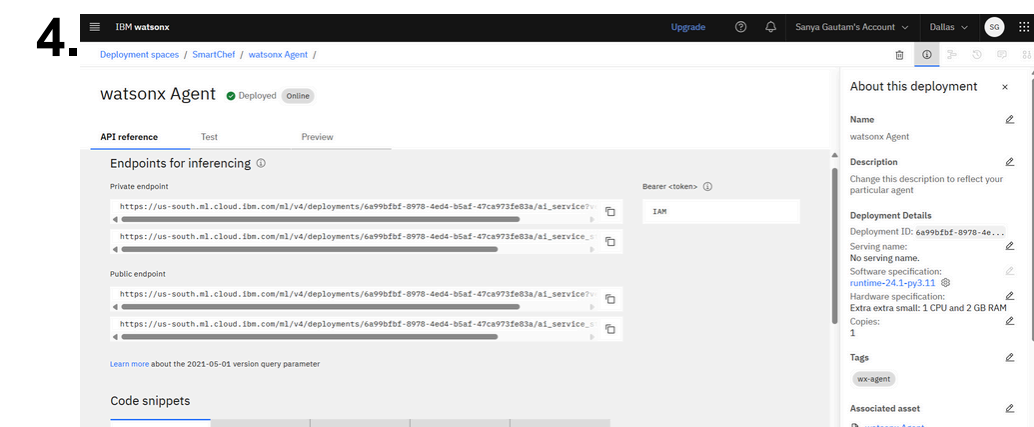 4.
IBM watsonx
Upgrade
Sanya Gautam's Account
Dallas
SG
Deployment spaces / SmartChef / watsonx Agent /
watsonx Agent
Deployed
Online
API reference
Test
Preview
Endpoints for inferencing
Private endpoint
https://us-south.ml.cloud.ibm.com/ml/v4/deployments/6a99bfbf-8978-4ed4-b5af-47ca973fe83a/ai_service?v
https://us-south.ml.cloud.ibm.com/ml/v4/deployments/6a99bfbf-8978-4ed4-b5af-47ca973fe83a/ai_service_s
Public endpoint
https://us-south.ml.cloud.ibm.com/ml/v4/deployments/6a99bfbf-8978-4ed4-b5af-47ca973fe83a/ai_service?v
https://us-south.ml.cloud.ibm.com/ml/v4/deployments/6a99bfbf-8978-4ed4-b5af-47ca973fe83a/ai_service_s
Learn more about the 2021-05-01 version query parameter
Code snippets
Bearer <token>
IAM
About this deployment
Name
watsonx Agent
Description
Change this description to reflect your
particular agent
Deployment Details
Deployment ID: 6a99bfbf-8978-4e...
Serving name:
No serving name.
Software specification:
runtime-24.1-py3.11
Hardware specification:
Extra extra small: 1 CPU and 2 GB RAM
Copies:
1
Tags
wx-agent
Associated asset
watsonx Agent